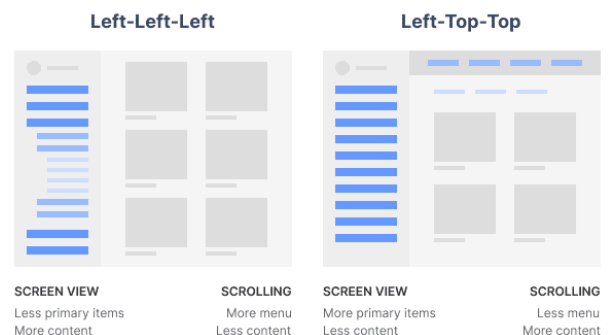 Left-Left-Left
Left-Top-Top
SCREEN VIEW
SCROLLING
Less primary items
More menu
More content
Less content
SCREEN VIEW
SCROLLING
More primary items
Less menu
Less content
More content